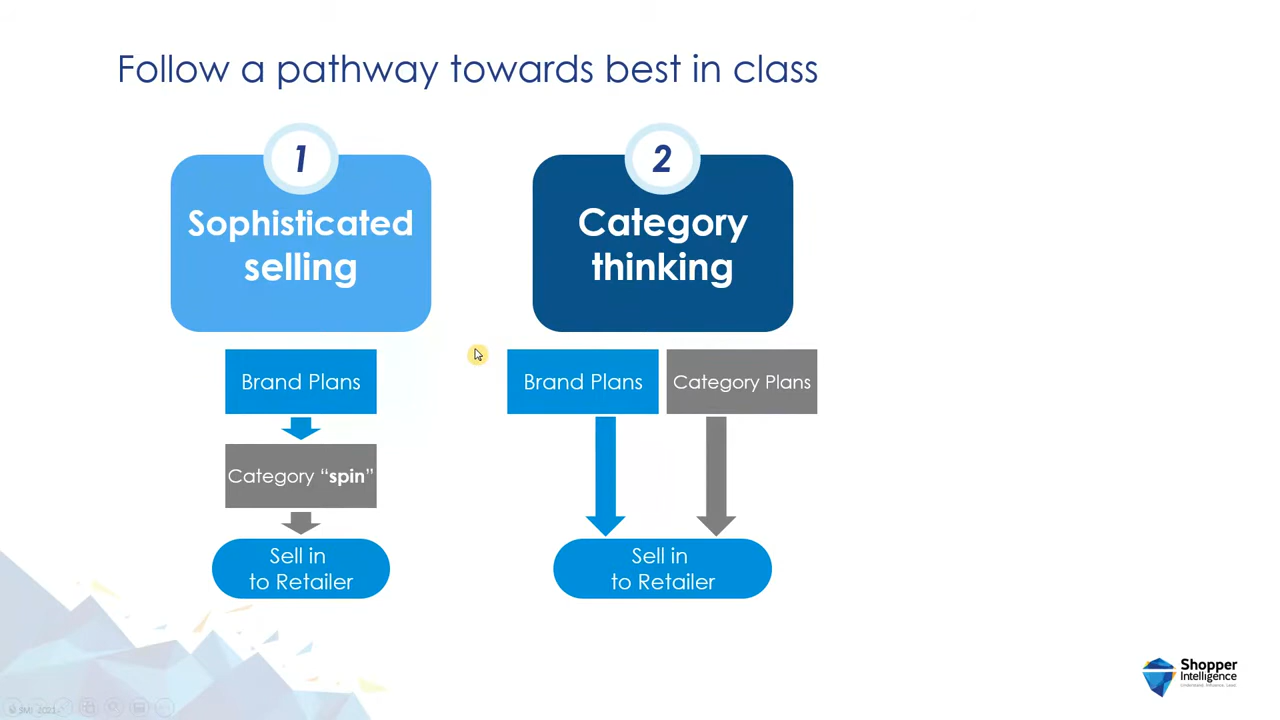 Follow a pathway towards best in class
1
Sophisticated
selling
Brand Plans
Category “spin”
Sell in
to Retailer
2
Category
thinking
Brand Plans
Category Plans
Sell in
to Retailer
Shopper
Intelligence